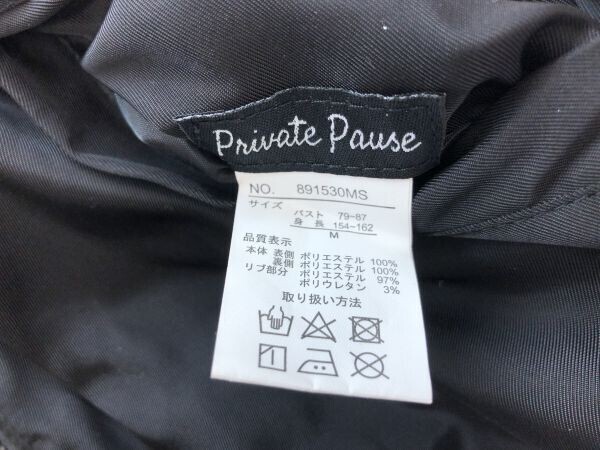 Private Pause
NO. 891530MS
サイズ
バスト 79-87
身 長 154-162
M
品質表示
本体 表側 ポリエステル 100%
裏側 ポリエステル 100%
リブ部分 ポリエステル 97%
ポリウレタン 3%
取り扱い方法